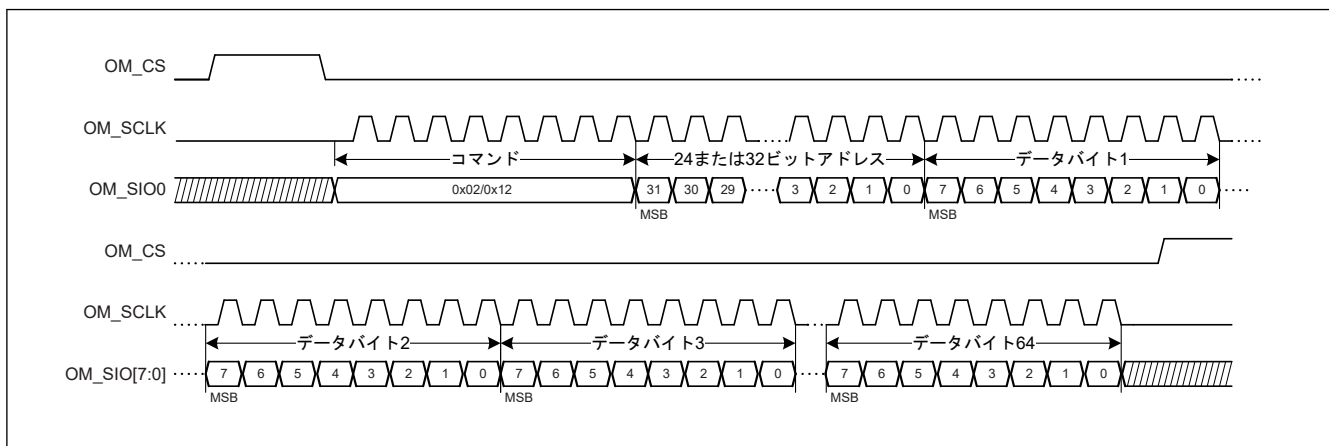 OM_CS
OM_SCLK
コマンド 24または32ビットアドレス データバイト1
OM_SIO0 0x02/0x12 31 30 29 3 2 1 0 7 6 5 4 3 2 1 0
MSB MSB
OM_CS
OM_SCLK
データバイト2 データバイト3 データバイト64
OM_SIO[7:0] 7 6 5 4 3 2 1 0 7 6 5 4 3 2 1 0 7 6 5 4 3 2 1 0
MSB MSB MSB